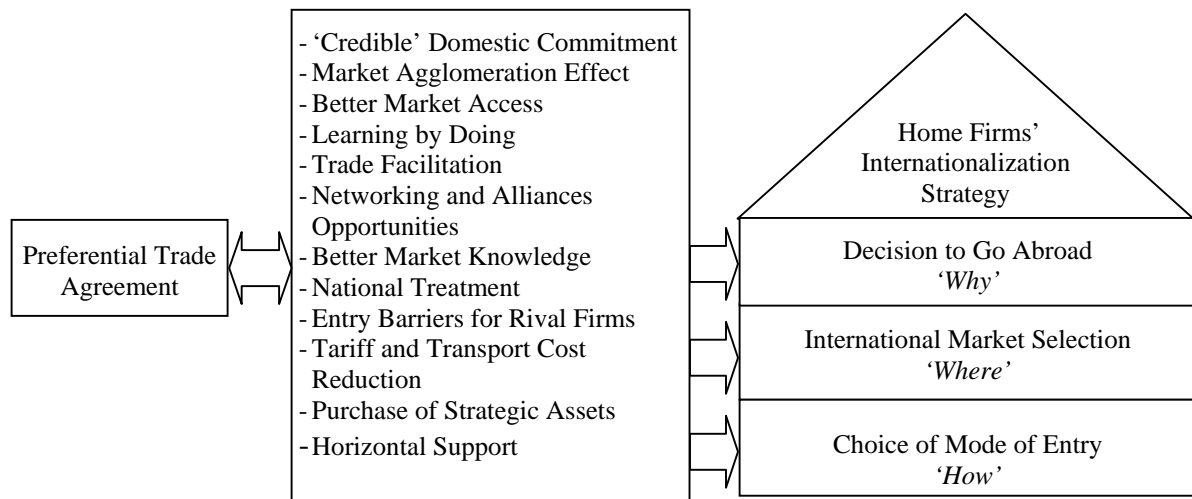 Preferential Trade
Agreement
- ‘Credible’ Domestic Commitment
- Market Agglomeration Effect
- Better Market Access
- Learning by Doing
- Trade Facilitation
- Networking and Alliances
Opportunities
- Better Market Knowledge
- National Treatment
- Entry Barriers for Rival Firms
- Tariff and Transport Cost
Reduction
- Purchase of Strategic Assets
- Horizontal Support
Home Firms’
Internationalization
Strategy
Decision to Go Abroad
‘Why’
International Market Selection
‘Where’
Choice of Mode of Entry
‘How’